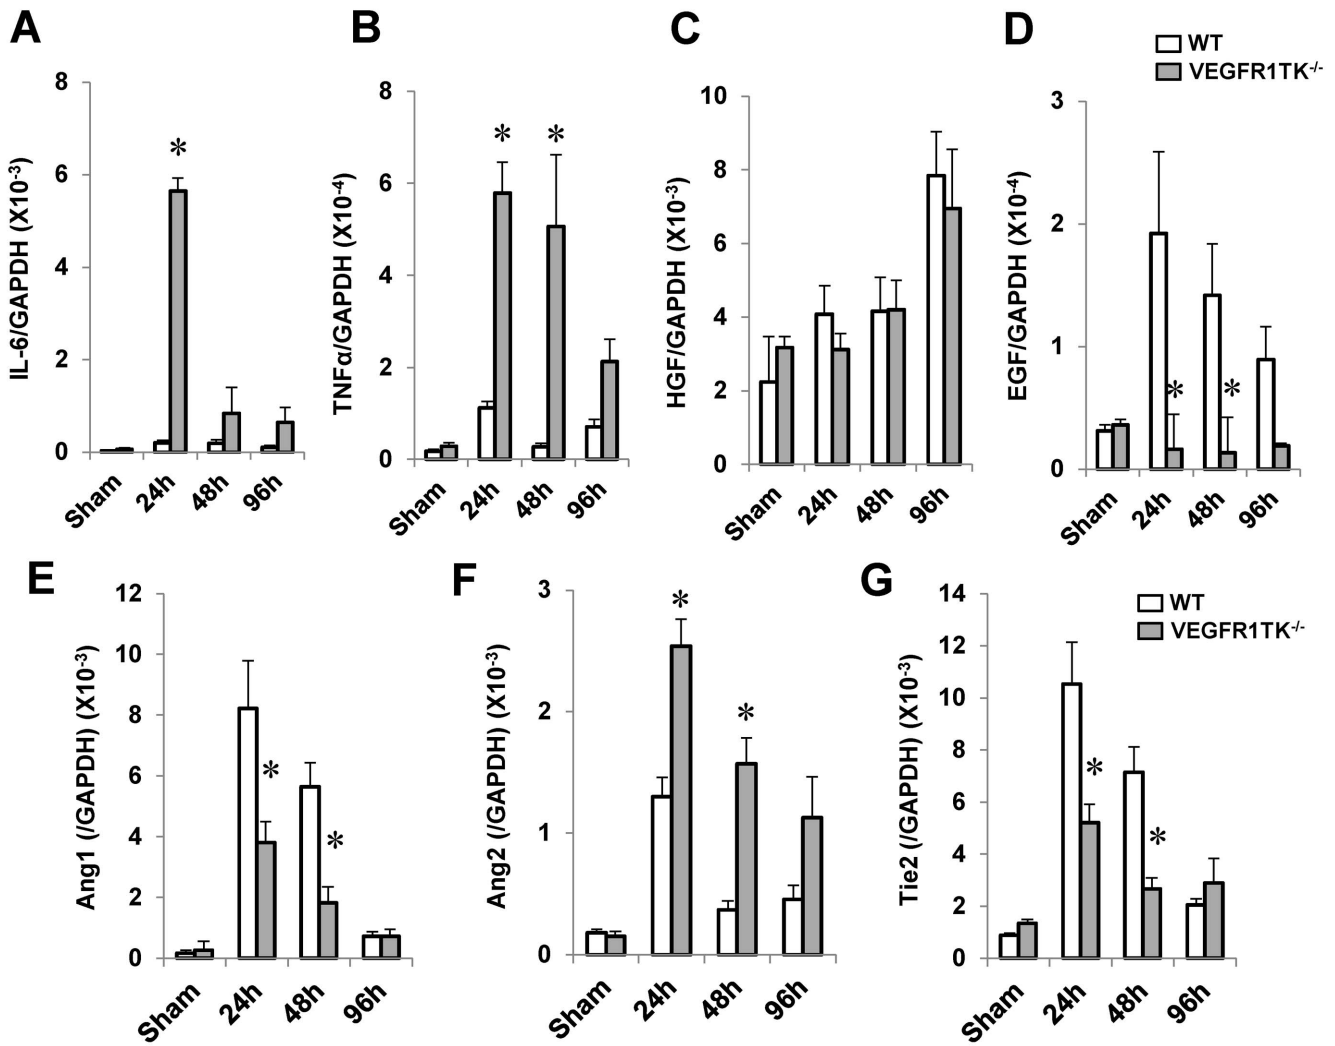 A
IL-6/GAPDH (X10⁻³)
8
6
4
2
0
*
Sham
24h
48h
96h
B
TNFα/GAPDH (X10⁻⁴)
8
6
4
2
0
*
*
Sham
24h
48h
96h
C
HGF/GAPDH (X10⁻³)
10
8
6
4
2
0
Sham
24h
48h
96h
D
WT
VEGFR1TK⁻/⁻
EGF/GAPDH (X10⁻⁴)
3
2
1
0
*
*
Sham
24h
48h
96h
E
Ang1 (/GAPDH) (X10⁻³)
12
10
8
6
4
2
0
*
*
Sham
24h
48h
96h
F
Ang2 (/GAPDH) (X10⁻³)
3
2
1
0
*
*
Sham
24h
48h
96h
G
WT
VEGFR1TK⁻/⁻
Tie2 (/GAPDH) (X10⁻³)
14
12
10
8
6
4
2
0
*
*
Sham
24h
48h
96h